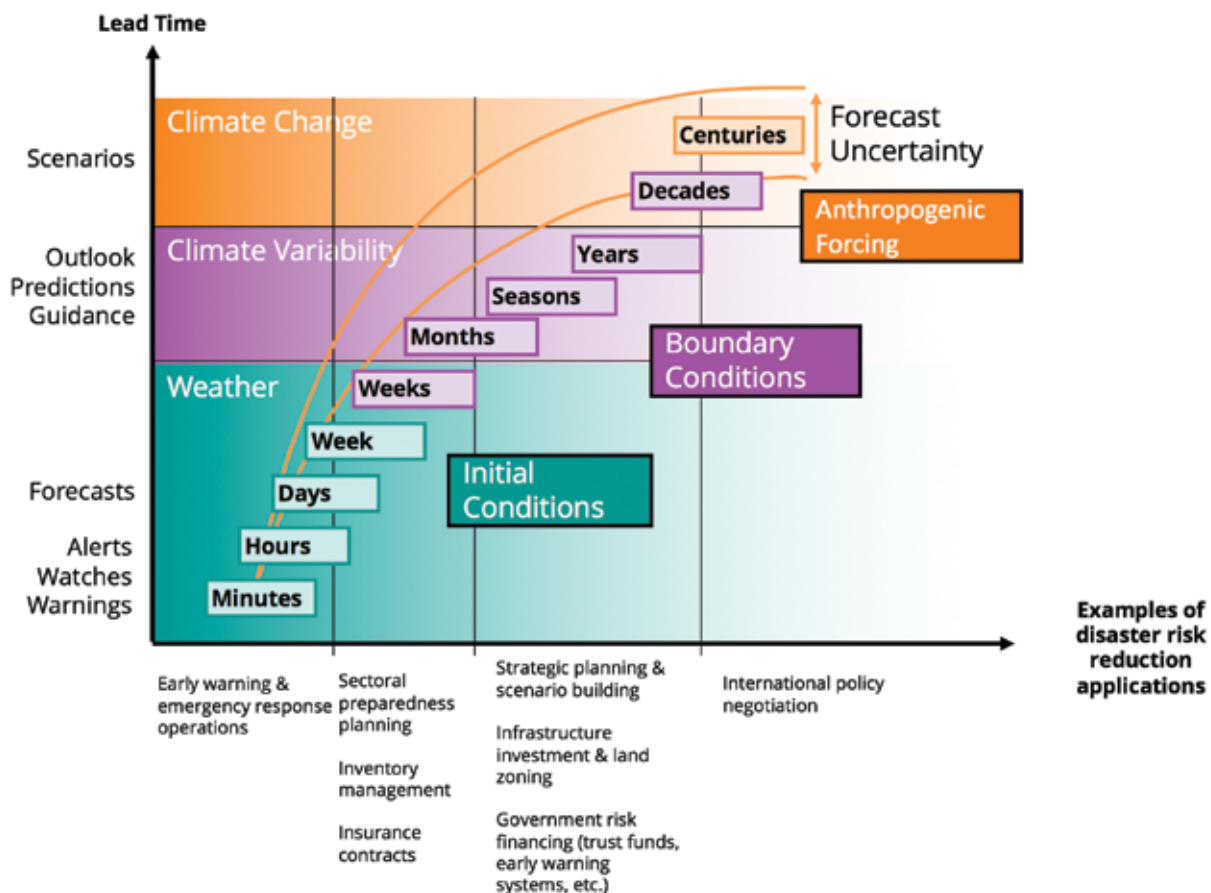 Lead Time
Climate Change
Centuries
Forecast
Uncertainty
Scenarios
Decades
Anthropogenic
Forcing
Climate Variability
Years
Outlook
Predictions
Guidance
Seasons
Months
Boundary
Conditions
Weather
Weeks
Week
Initial
Conditions
Forecasts
Days
Alerts
Watches
Warnings
Hours
Minutes
Examples of
disaster risk
reduction
applications
Early warning &
emergency response
operations
Sectoral
preparedness
planning
Inventory
management
Insurance
contracts
Strategic planning &
scenario building
Infrastructure
investment & land
zoning
Government risk
financing (trust funds,
early warning
systems, etc.)
International policy
negotiation